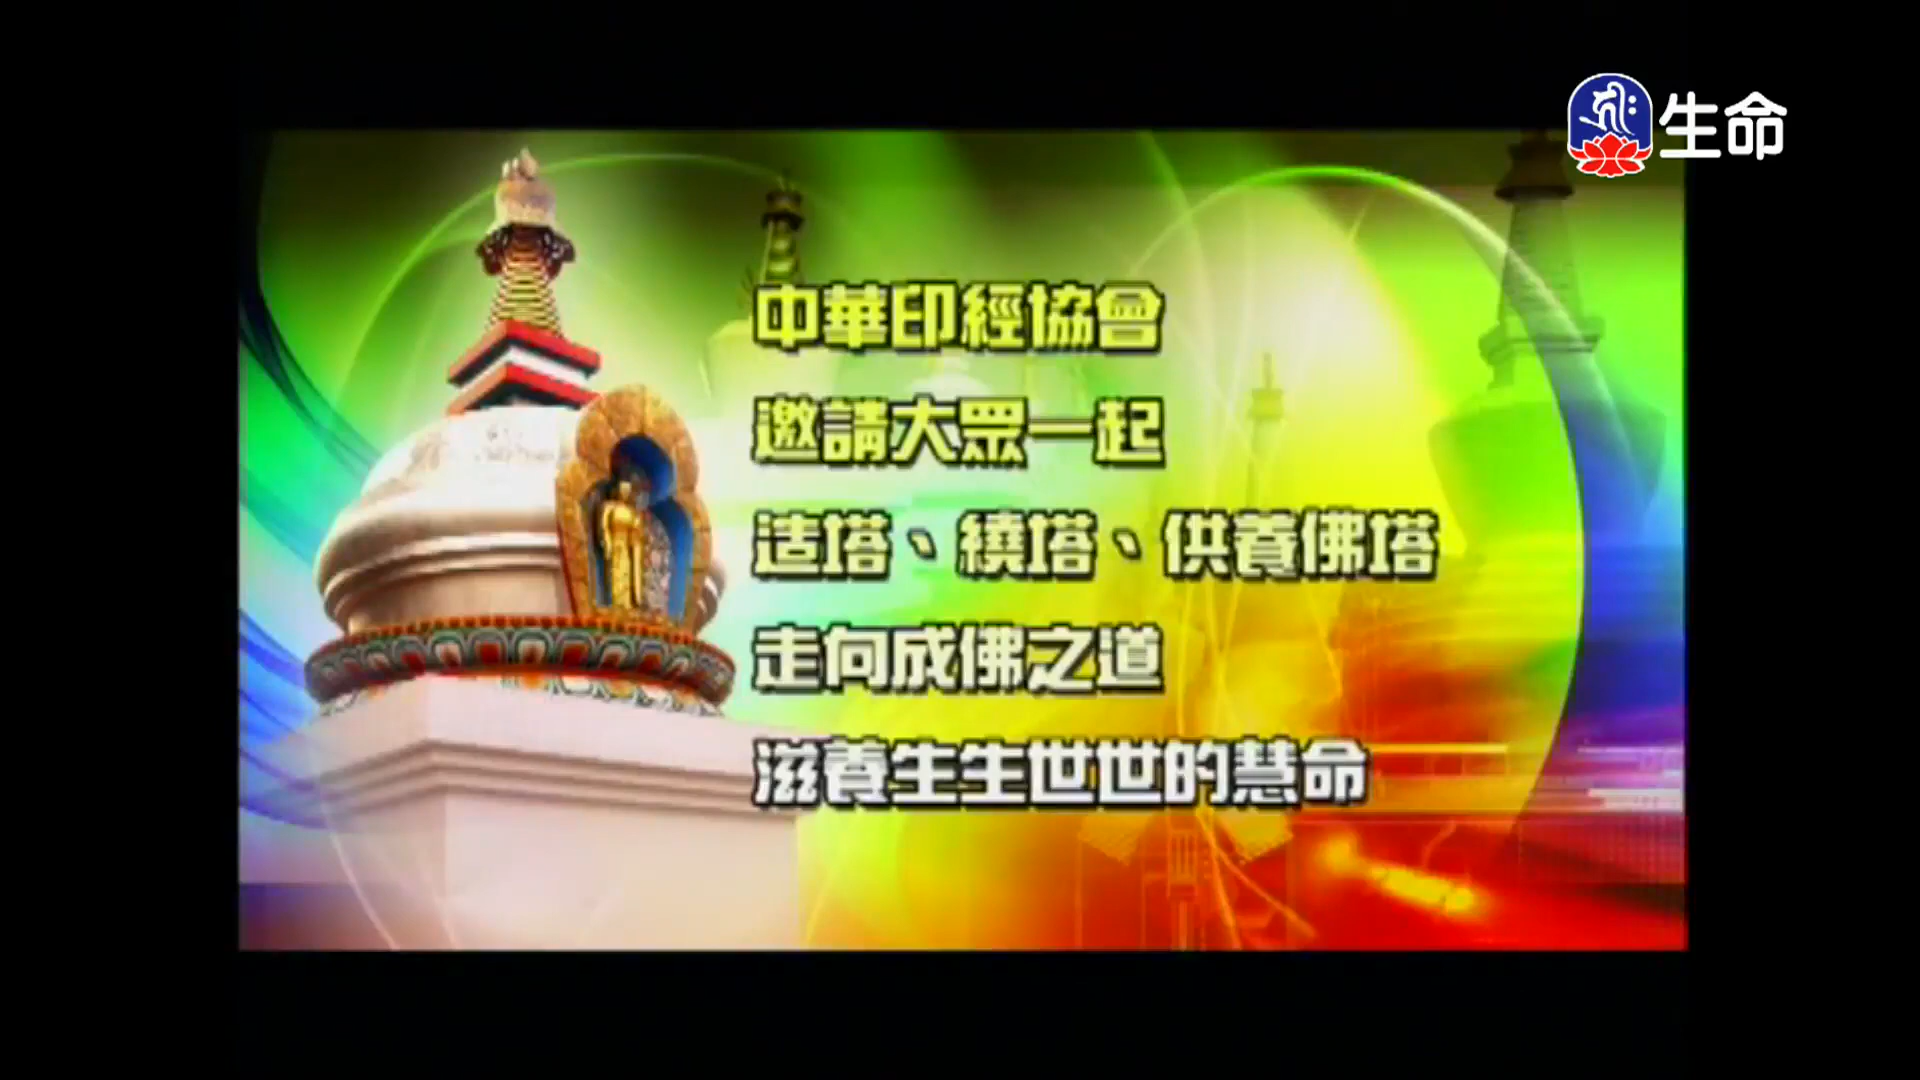 生命
中華印經協會
邀請大眾一起
造塔、繞塔、供養佛塔
走向成佛之道
滋養生生世世的慧命